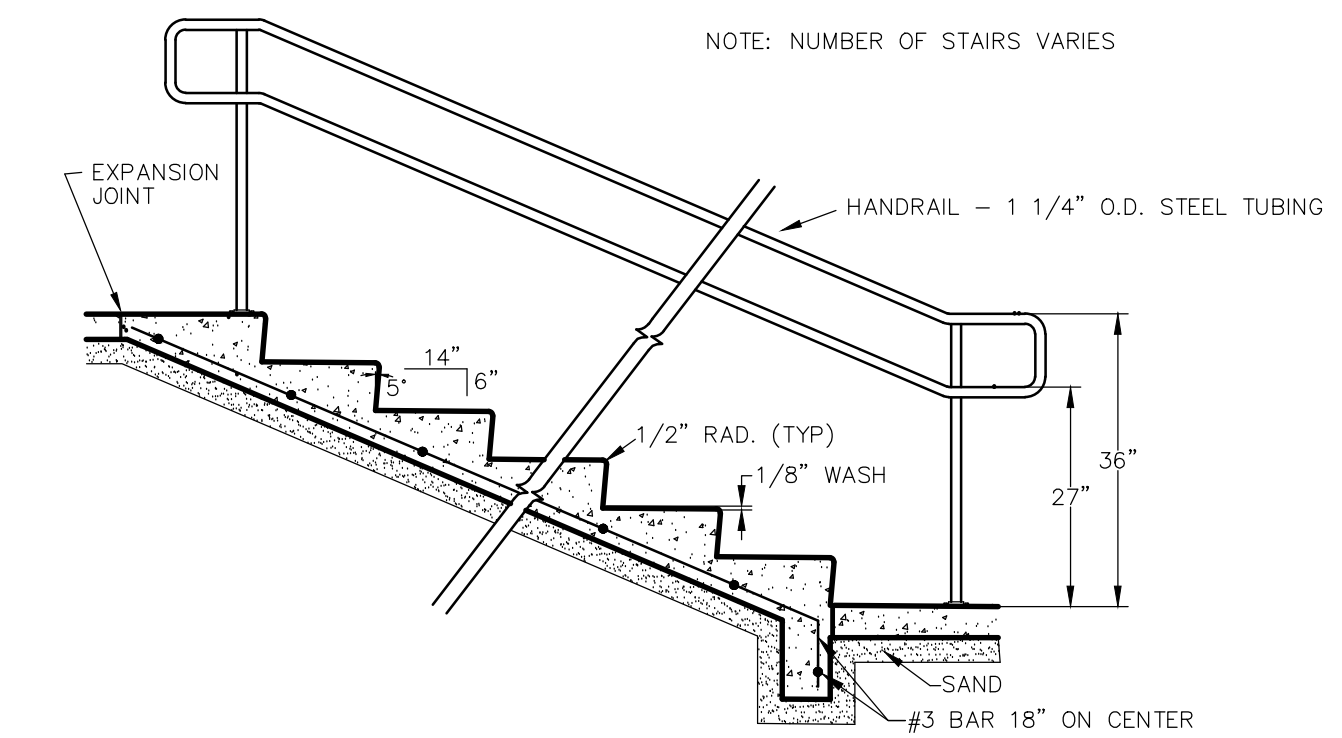 NOTE: NUMBER OF STAIRS VARIES
EXPANSION
JOINT
HANDRAIL – 1 1/4" O.D. STEEL TUBING
14"
5°
6"
1/2" RAD. (TYP)
1/8" WASH
36"
27"
SAND
#3 BAR 18" ON CENTER